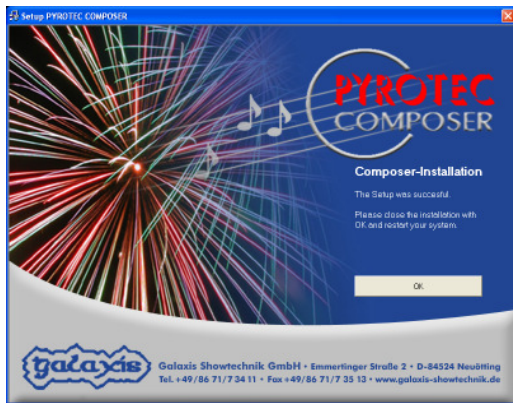 Setup PYROTEC COMPOSER
PYROTEC
COMPOSER
Composer-Installation
The Setup was succesful.
Please close the installation with
OK and restart your system.
OK
galaxis
Galaxis Showtechnik GmbH • Emmertinger Straße 2 • D-84524 Neuötting
Tel. +49/86 71/7 34 11 • Fax +49/86 71/7 35 13 • www.galaxis-showtechnik.de